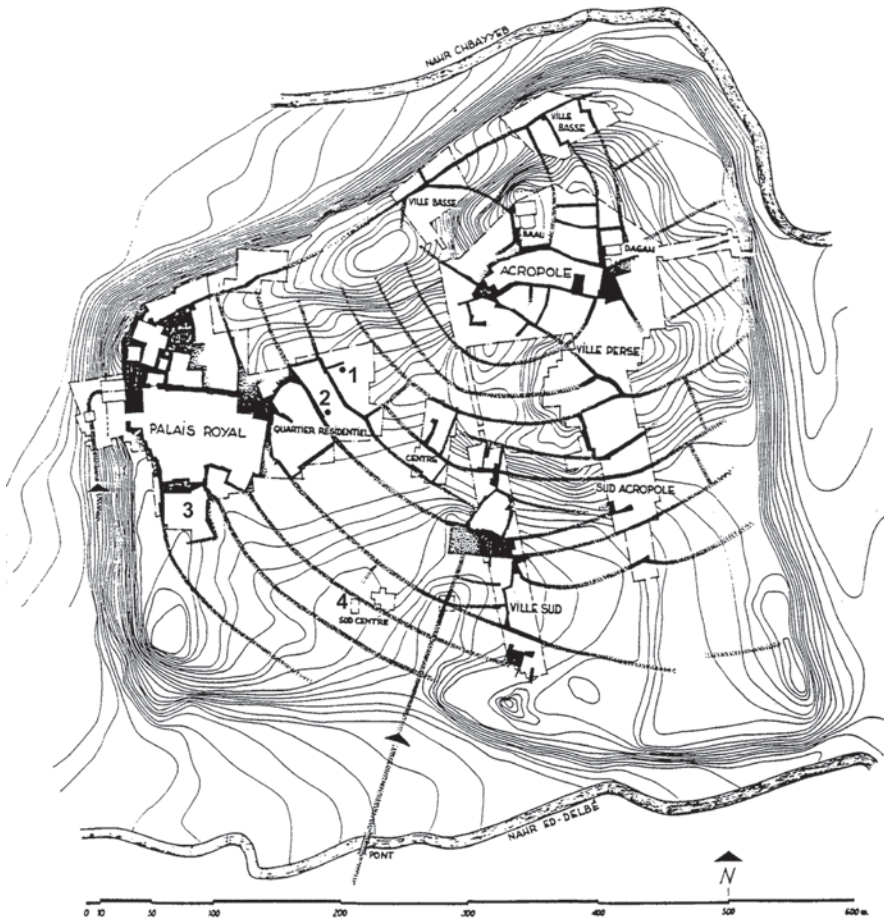 NAHR CHBAYYEB
VILLE
BASSE
VILLE BASSE
BAAL
DAGAN
ACROPOLE
VILLE PERSE
1
2
PALAIS ROYAL
QUARTIER RÉSIDENTIEL
CENTRE
SUD ACROPOLE
3
4
SUD CENTRE
VILLE SUD
NAHR ED-DELBÉ
PONT
N
0 10 50 100 200 300 400 500 600 m.